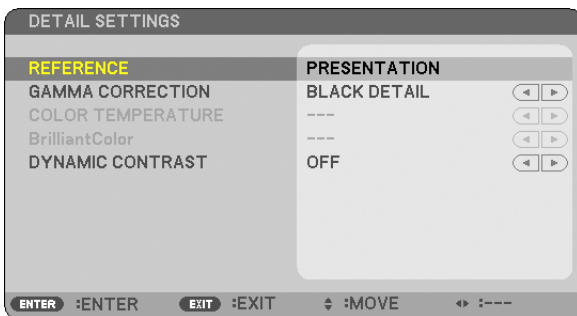 DETAIL SETTINGS
REFERENCE PRESENTATION
GAMMA CORRECTION BLACK DETAIL
COLOR TEMPERATURE ---
BrilliantColor ---
DYNAMIC CONTRAST OFF
ENTER :ENTER EXIT :EXIT :MOVE :---